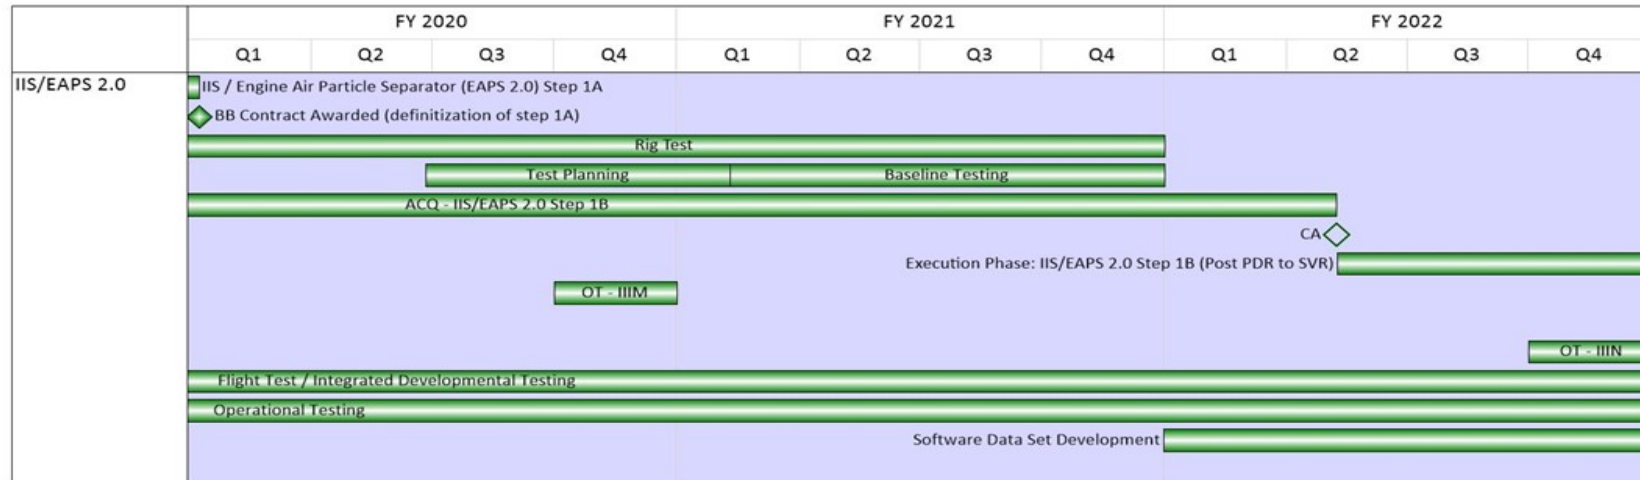 FY 2020 FY 2021 FY 2022
Q1 Q2 Q3 Q4 Q1 Q2 Q3 Q4 Q1 Q2 Q3 Q4
IIS/EAPS 2.0
IIS / Engine Air Particle Separator (EAPS 2.0) Step 1A
BB Contract Awarded (definitization of step 1A)
Rig Test
Test Planning Baseline Testing
ACQ - IIS/EAPS 2.0 Step 1B
CA
Execution Phase: IIS/EAPS 2.0 Step 1B (Post PDR to SVR)
OT - IIIM
OT - IIIN
Flight Test / Integrated Developmental Testing
Operational Testing
Software Data Set Development